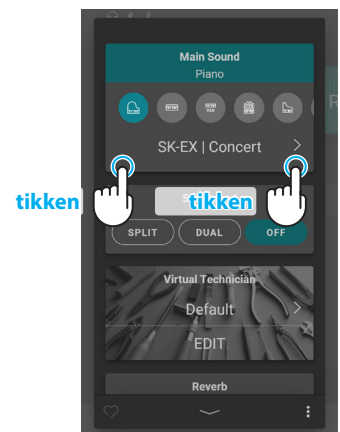 Main Sound
Piano
SK-EX | Concert
tikken
tikken
SPLIT
DUAL
OFF
Virtual Technician
Default
EDIT
Reverb